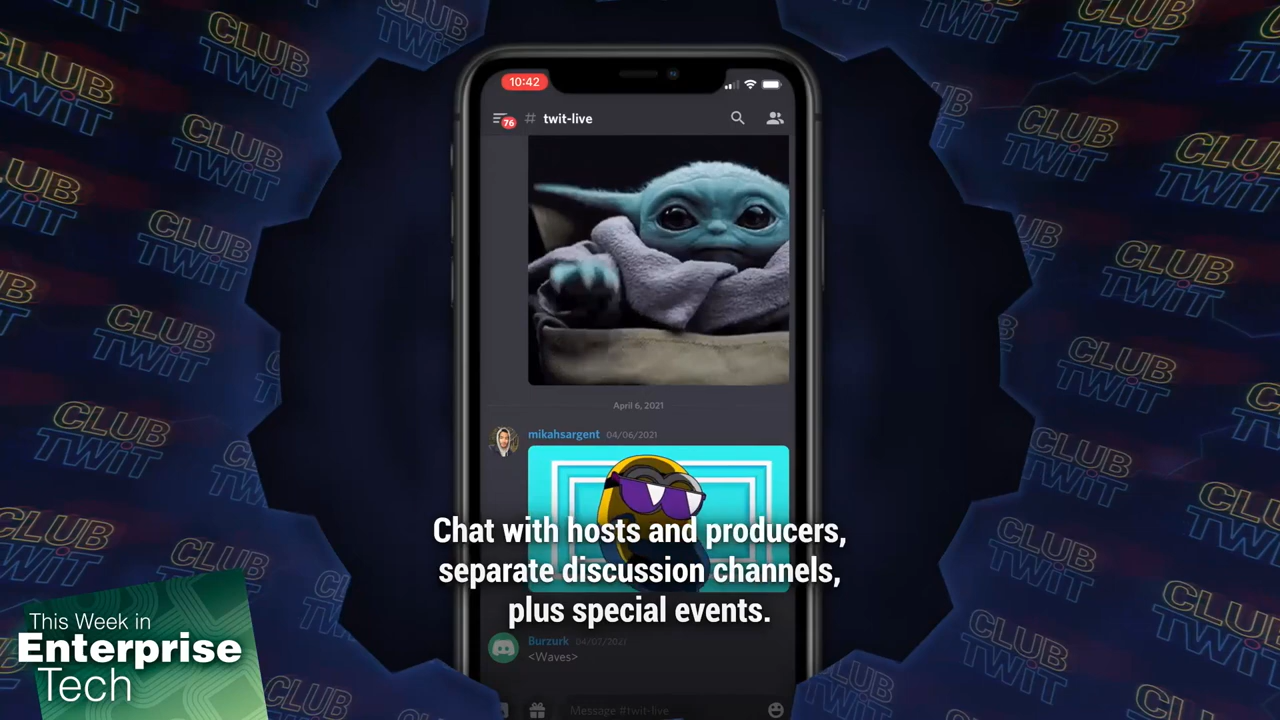 CLUB
TWiT
10:42
76
# twit-live
April 6, 2021
mikahsargent 04/06/2021
Chat with hosts and producers,
separate discussion channels,
plus special events.
Burzurk 04/07/2021
<Waves>
Message #twit-live
This Week in
Enterprise
Tech